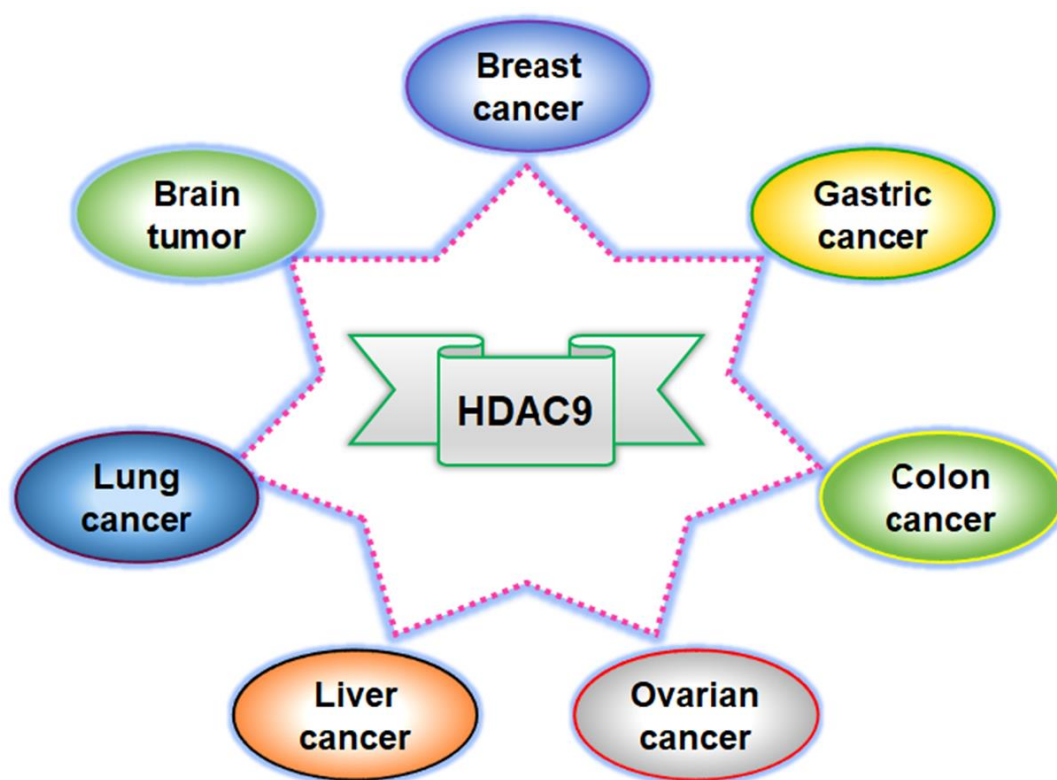 Breast
cancer
Brain
tumor
Gastric
cancer
HDAC9
Lung
cancer
Colon
cancer
Liver
cancer
Ovarian
cancer